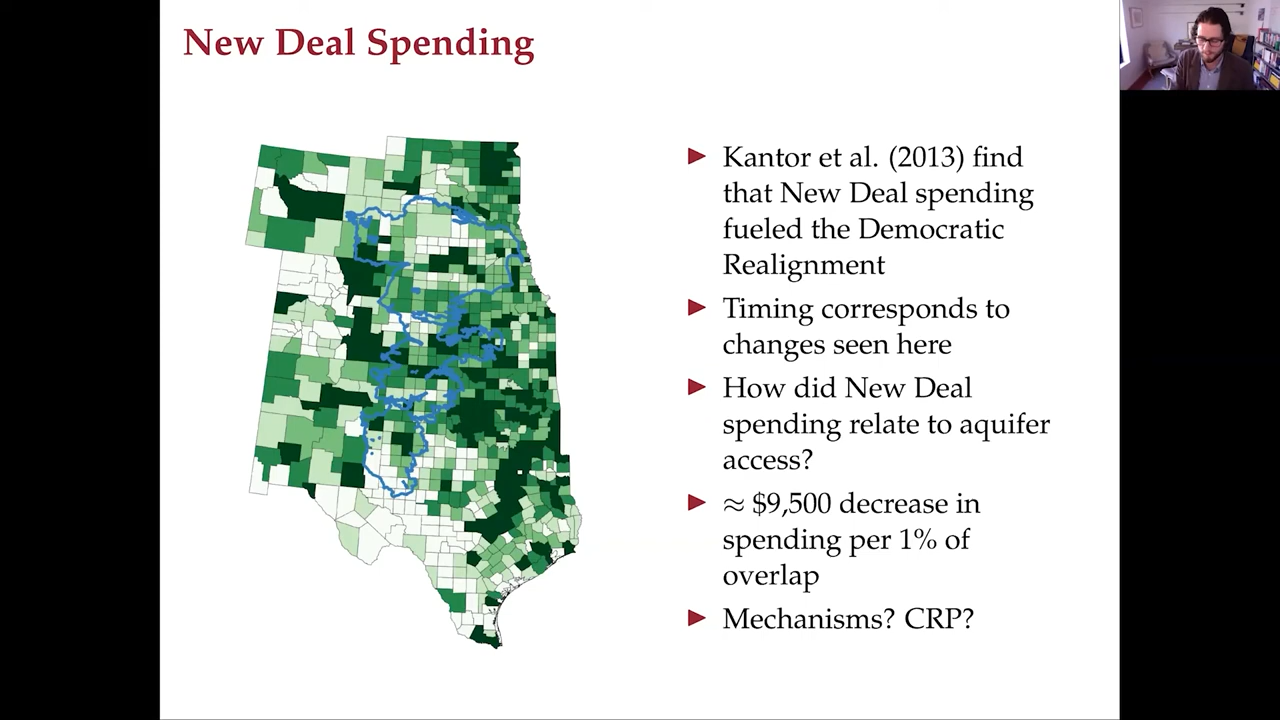 New Deal Spending
Kantor et al. (2013) find
that New Deal spending
fueled the Democratic
Realignment
Timing corresponds to
changes seen here
How did New Deal
spending relate to aquifer
access?
≈ $9,500 decrease in
spending per 1% of
overlap
Mechanisms? CRP?